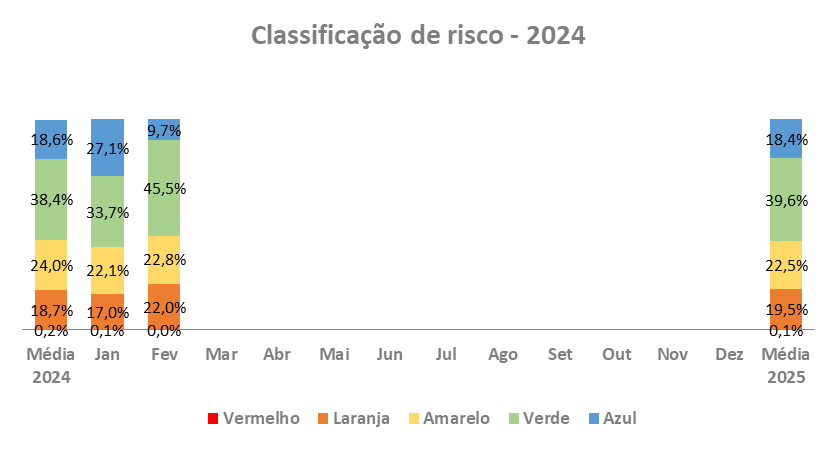 Classificação de risco - 2024
18,6% 27,1% 9,7% 18,4%
38,4% 33,7% 45,5% 39,6%
24,0% 22,1% 22,8% 22,5%
18,7% 17,0% 22,0% 19,5%
0,2% 0,1% 0,0% 0,1%
Média 2024 Jan Fev Mar Abr Mai Jun Jul Ago Set Out Nov Dez Média 2025
Vermelho Laranja Amarelo Verde Azul